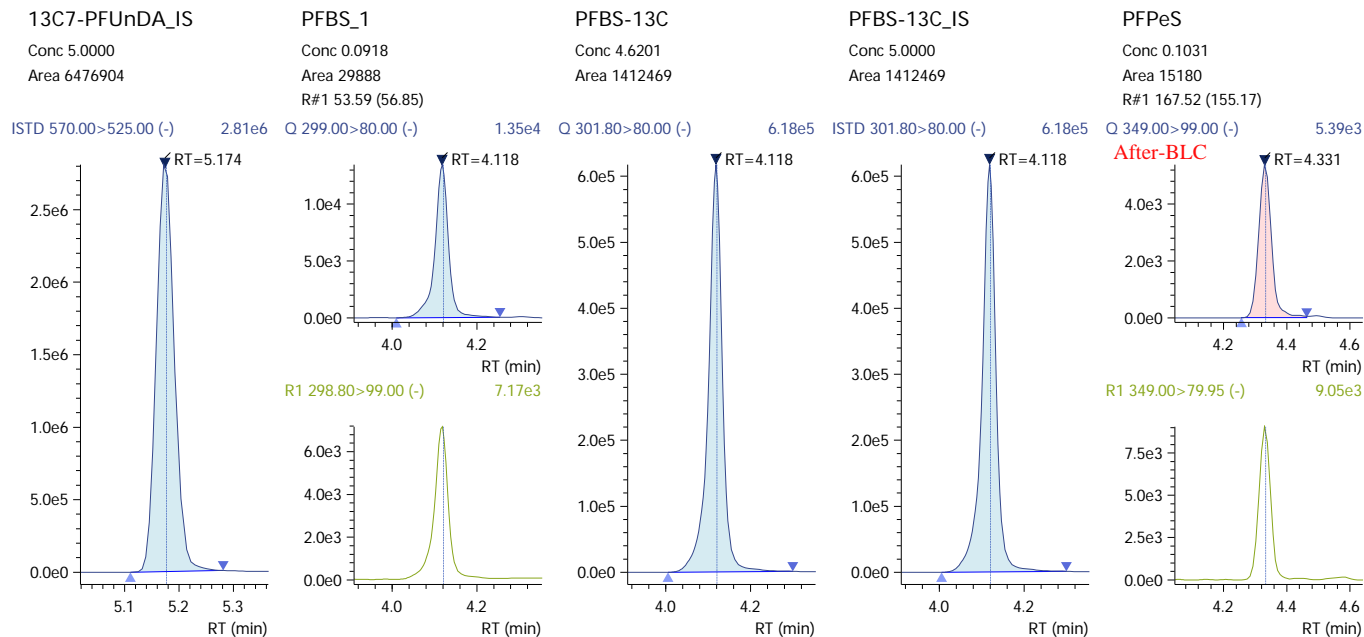 13C7-PFUnDA_IS
Conc 5.0000
Area 6476904
ISTD 570.00>525.00 (-) 2.81e6
RT=5.174
2.5e6
2.0e6
1.5e6
1.0e6
5.0e5
0.0e0
5.1 5.2 5.3
RT (min)
PFBS_1
Conc 0.0918
Area 29888
R#1 53.59 (56.85)
Q 299.00>80.00 (-) 1.35e4
RT=4.118
1.0e4
5.0e3
0.0e0
4.0 4.2
RT (min)
R1 298.80>99.00 (-) 7.17e3
6.0e3
4.0e3
2.0e3
0.0e0
4.0 4.2
RT (min)
PFBS-13C
Conc 4.6201
Area 1412469
Q 301.80>80.00 (-) 6.18e5
RT=4.118
6.0e5
5.0e5
4.0e5
3.0e5
2.0e5
1.0e5
0.0e0
4.0 4.2
RT (min)
PFBS-13C_IS
Conc 5.0000
Area 1412469
ISTD 301.80>80.00 (-) 6.18e5
RT=4.118
6.0e5
5.0e5
4.0e5
3.0e5
2.0e5
1.0e5
0.0e0
4.0 4.2
RT (min)
PFPeS
Conc 0.1031
Area 15180
R#1 167.52 (155.17)
Q 349.00>99.00 (-) 5.39e3
After-BLC
RT=4.331
4.0e3
2.0e3
0.0e0
4.2 4.4 4.6
RT (min)
R1 349.00>79.95 (-) 9.05e3
7.5e3
5.0e3
2.5e3
0.0e0
4.2 4.4 4.6
RT (min)